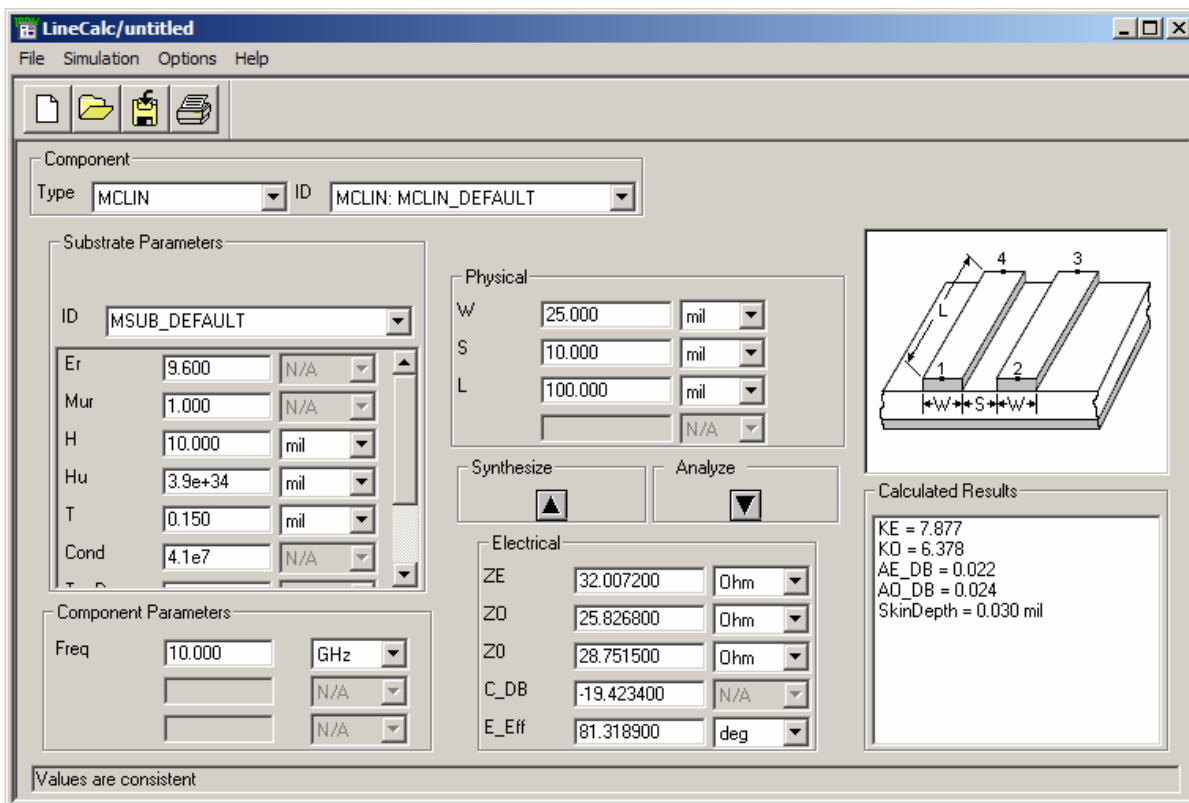 LineCalc/untitled
File Simulation Options Help
Component
Type MCLIN ID MCLIN: MCLIN_DEFAULT
Substrate Parameters
ID MSUB_DEFAULT
Er 9.600 N/A
Mur 1.000 N/A
H 10.000 mil
Hu 3.9e+34 mil
T 0.150 mil
Cond 4.1e7 N/A
Component Parameters
Freq 10.000 GHz
N/A
N/A
Physical
W 25.000 mil
S 10.000 mil
L 100.000 mil
N/A
Synthesize Analyze
Electrical
ZE 32.007200 Ohm
ZO 25.826800 Ohm
Z0 28.751500 Ohm
C_DB -19.423400 N/A
E_Eff 81.318900 deg
4 3
L
1 2
W S W
Calculated Results
KE = 7.877
KO = 6.378
AE_DB = 0.022
AO_DB = 0.024
SkinDepth = 0.030 mil
Values are consistent